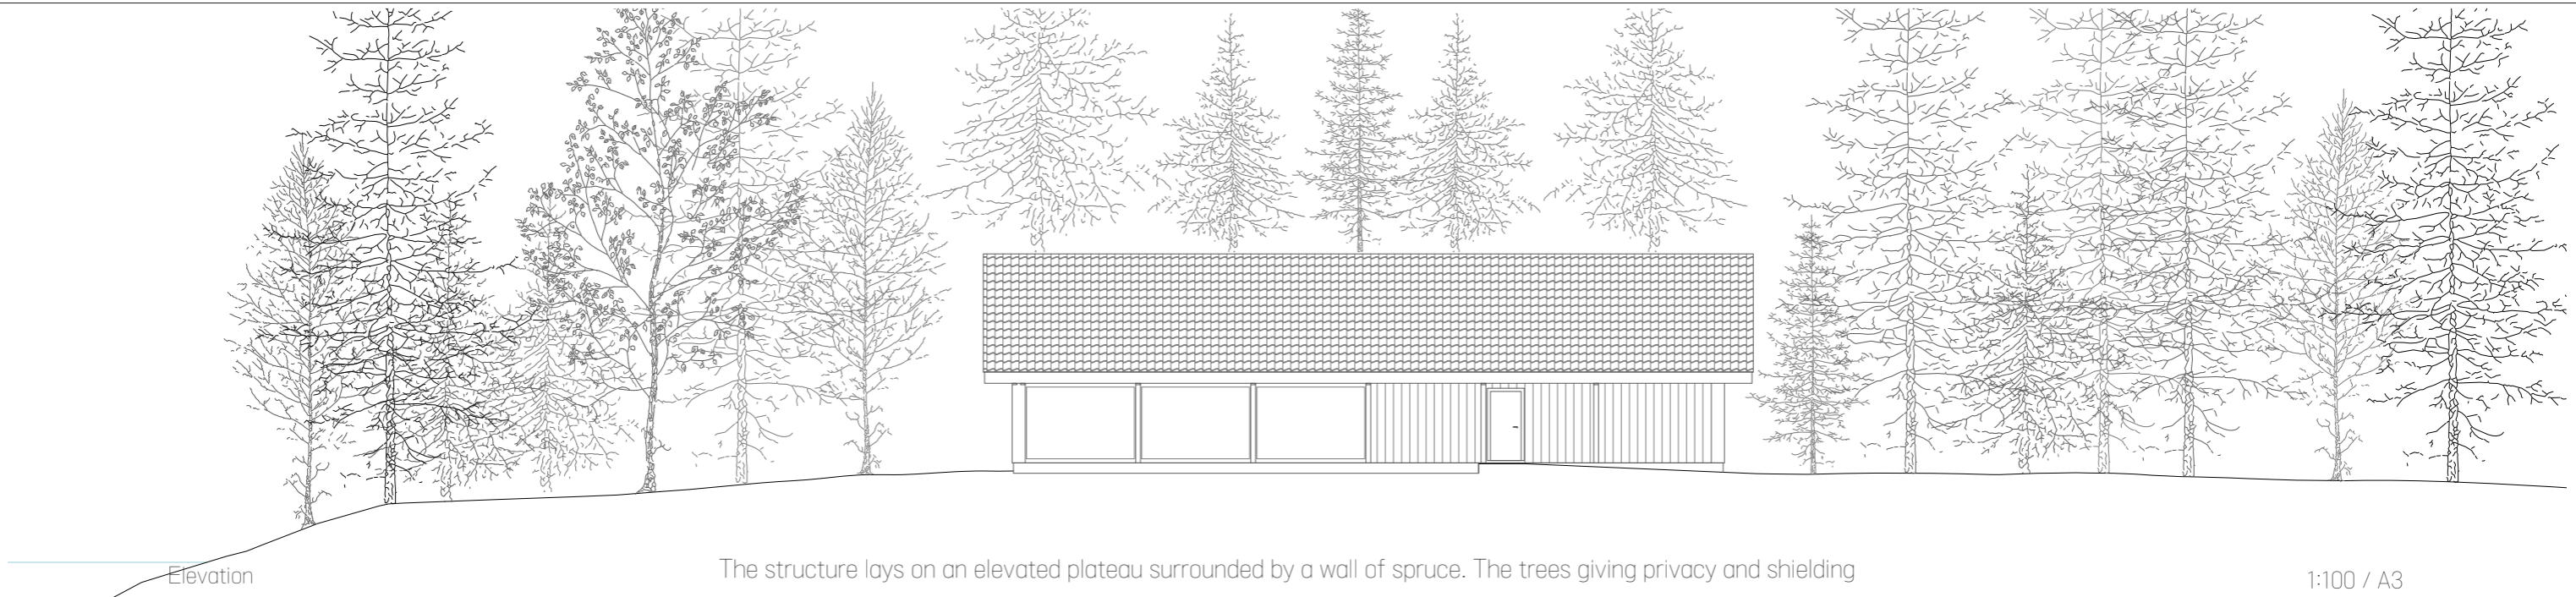 Elevation
The structure lays on an elevated plateau surrounded by a wall of spruce. The trees giving privacy and shielding
1:100 / A3